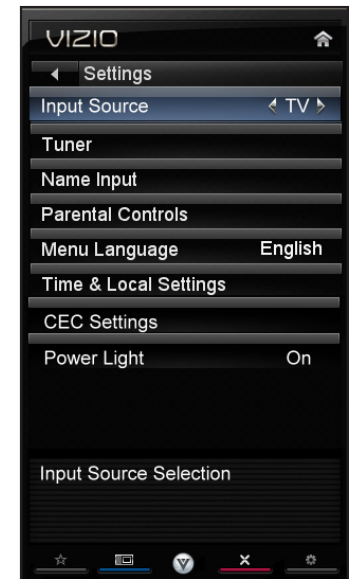 VIZIO
Settings
Input Source TV
Tuner
Name Input
Parental Controls
Menu Language English
Time & Local Settings
CEC Settings
Power Light On
Input Source Selection
V